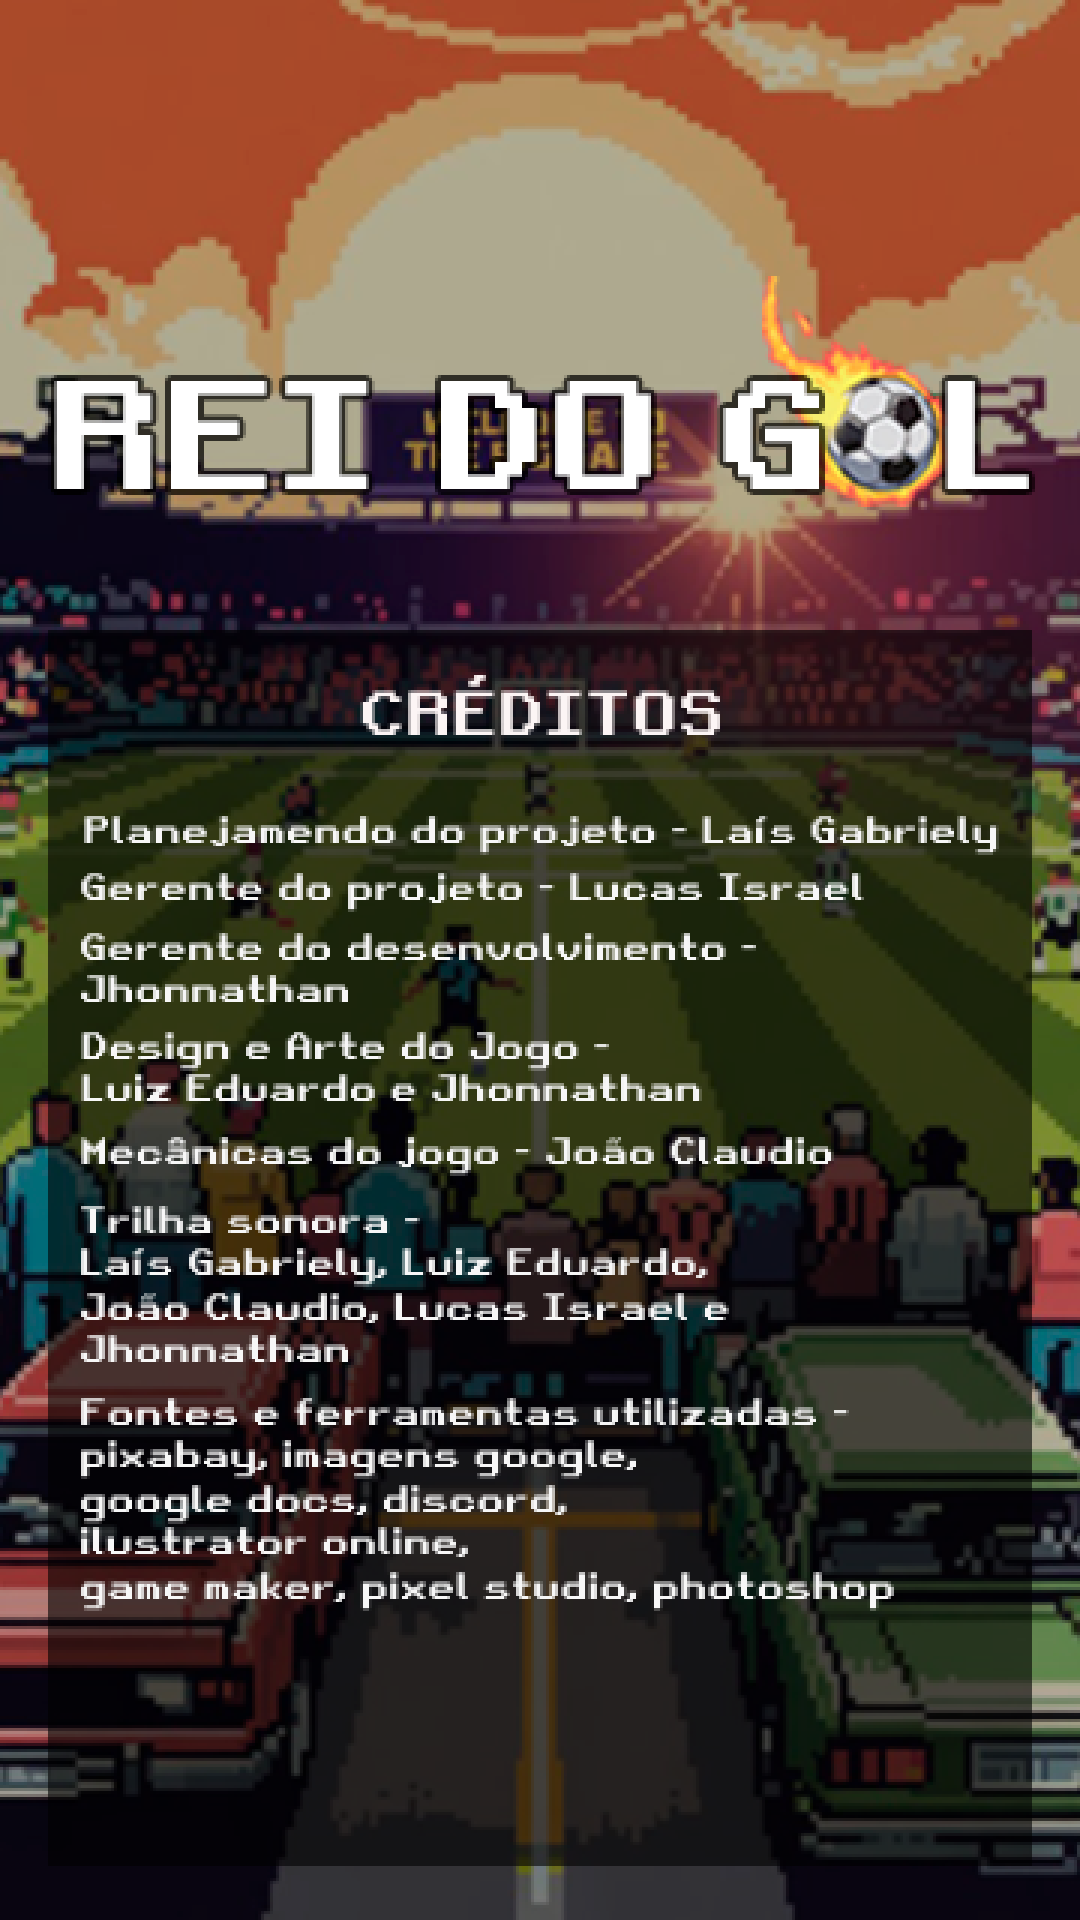 REI DO GOL
CRÉDITOS
Planejamendo do projeto - Laís Gabriely
Gerente do projeto - Lucas Israel
Gerente do desenvolvimento -
Jhonnathan
Design e Arte do Jogo -
Luiz Eduardo e Jhonnathan
Mecânicas do jogo - João Claudio
Trilha sonora -
Laís Gabriely, Luiz Eduardo,
João Claudio, Lucas Israel e
Jhonnathan
Fontes e ferramentas utilizadas -
pixabay, imagens google,
google docs, discord,
ilustrator online,
game maker, pixel studio, photoshop